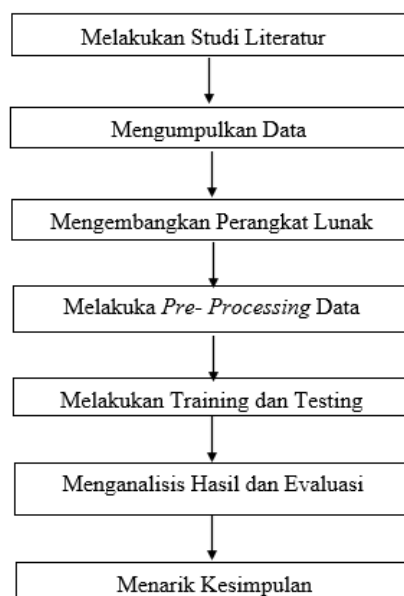 Melakukan Studi Literatur
Mengumpulkan Data
Mengembangkan Perangkat Lunak
Melakuka Pre- Processing Data
Melakukan Training dan Testing
Menganalisis Hasil dan Evaluasi
Menarik Kesimpulan